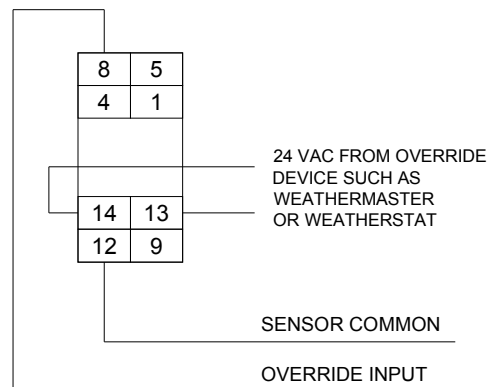 8 5
4 1
24 VAC FROM OVERRIDE
DEVICE SUCH AS
WEATHERMASTER
OR WEATHERSTAT
14 13
12 9
SENSOR COMMON
OVERRIDE INPUT